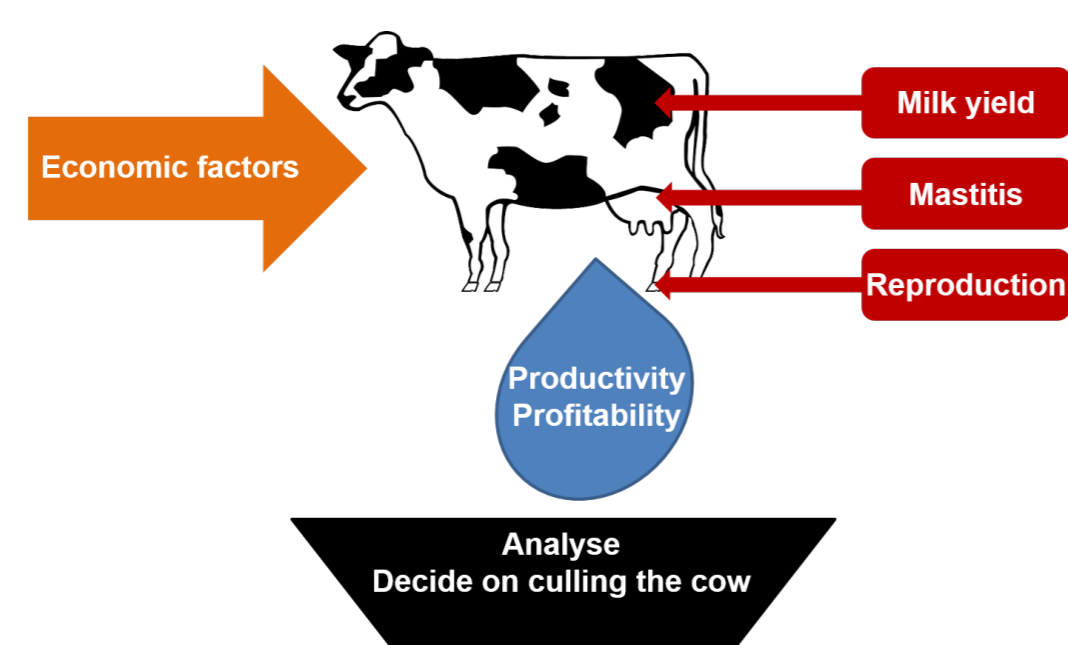 Economic factors
Milk yield
Mastitis
Reproduction
Productivity
Profitability
Analyse
Decide on culling the cow